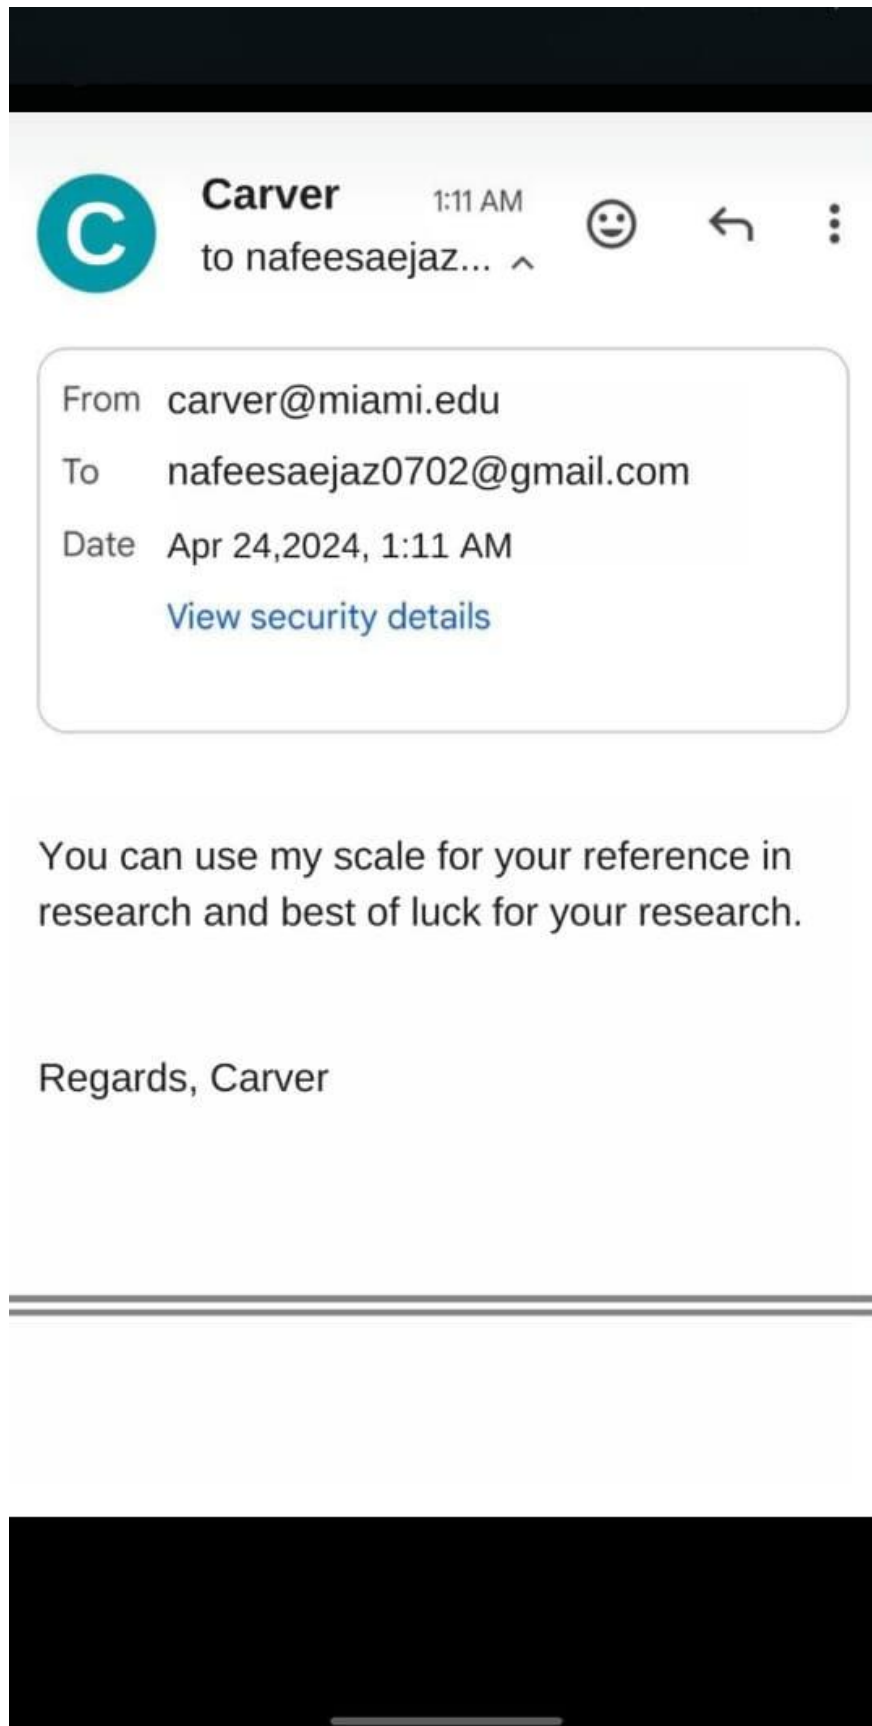 C
Carver 1:11 AM
to nafeesaejaz...
From carver@miami.edu
To nafeesaejaz0702@gmail.com
Date Apr 24,2024, 1:11 AM
View security details
You can use my scale for your reference in
research and best of luck for your research.
Regards, Carver